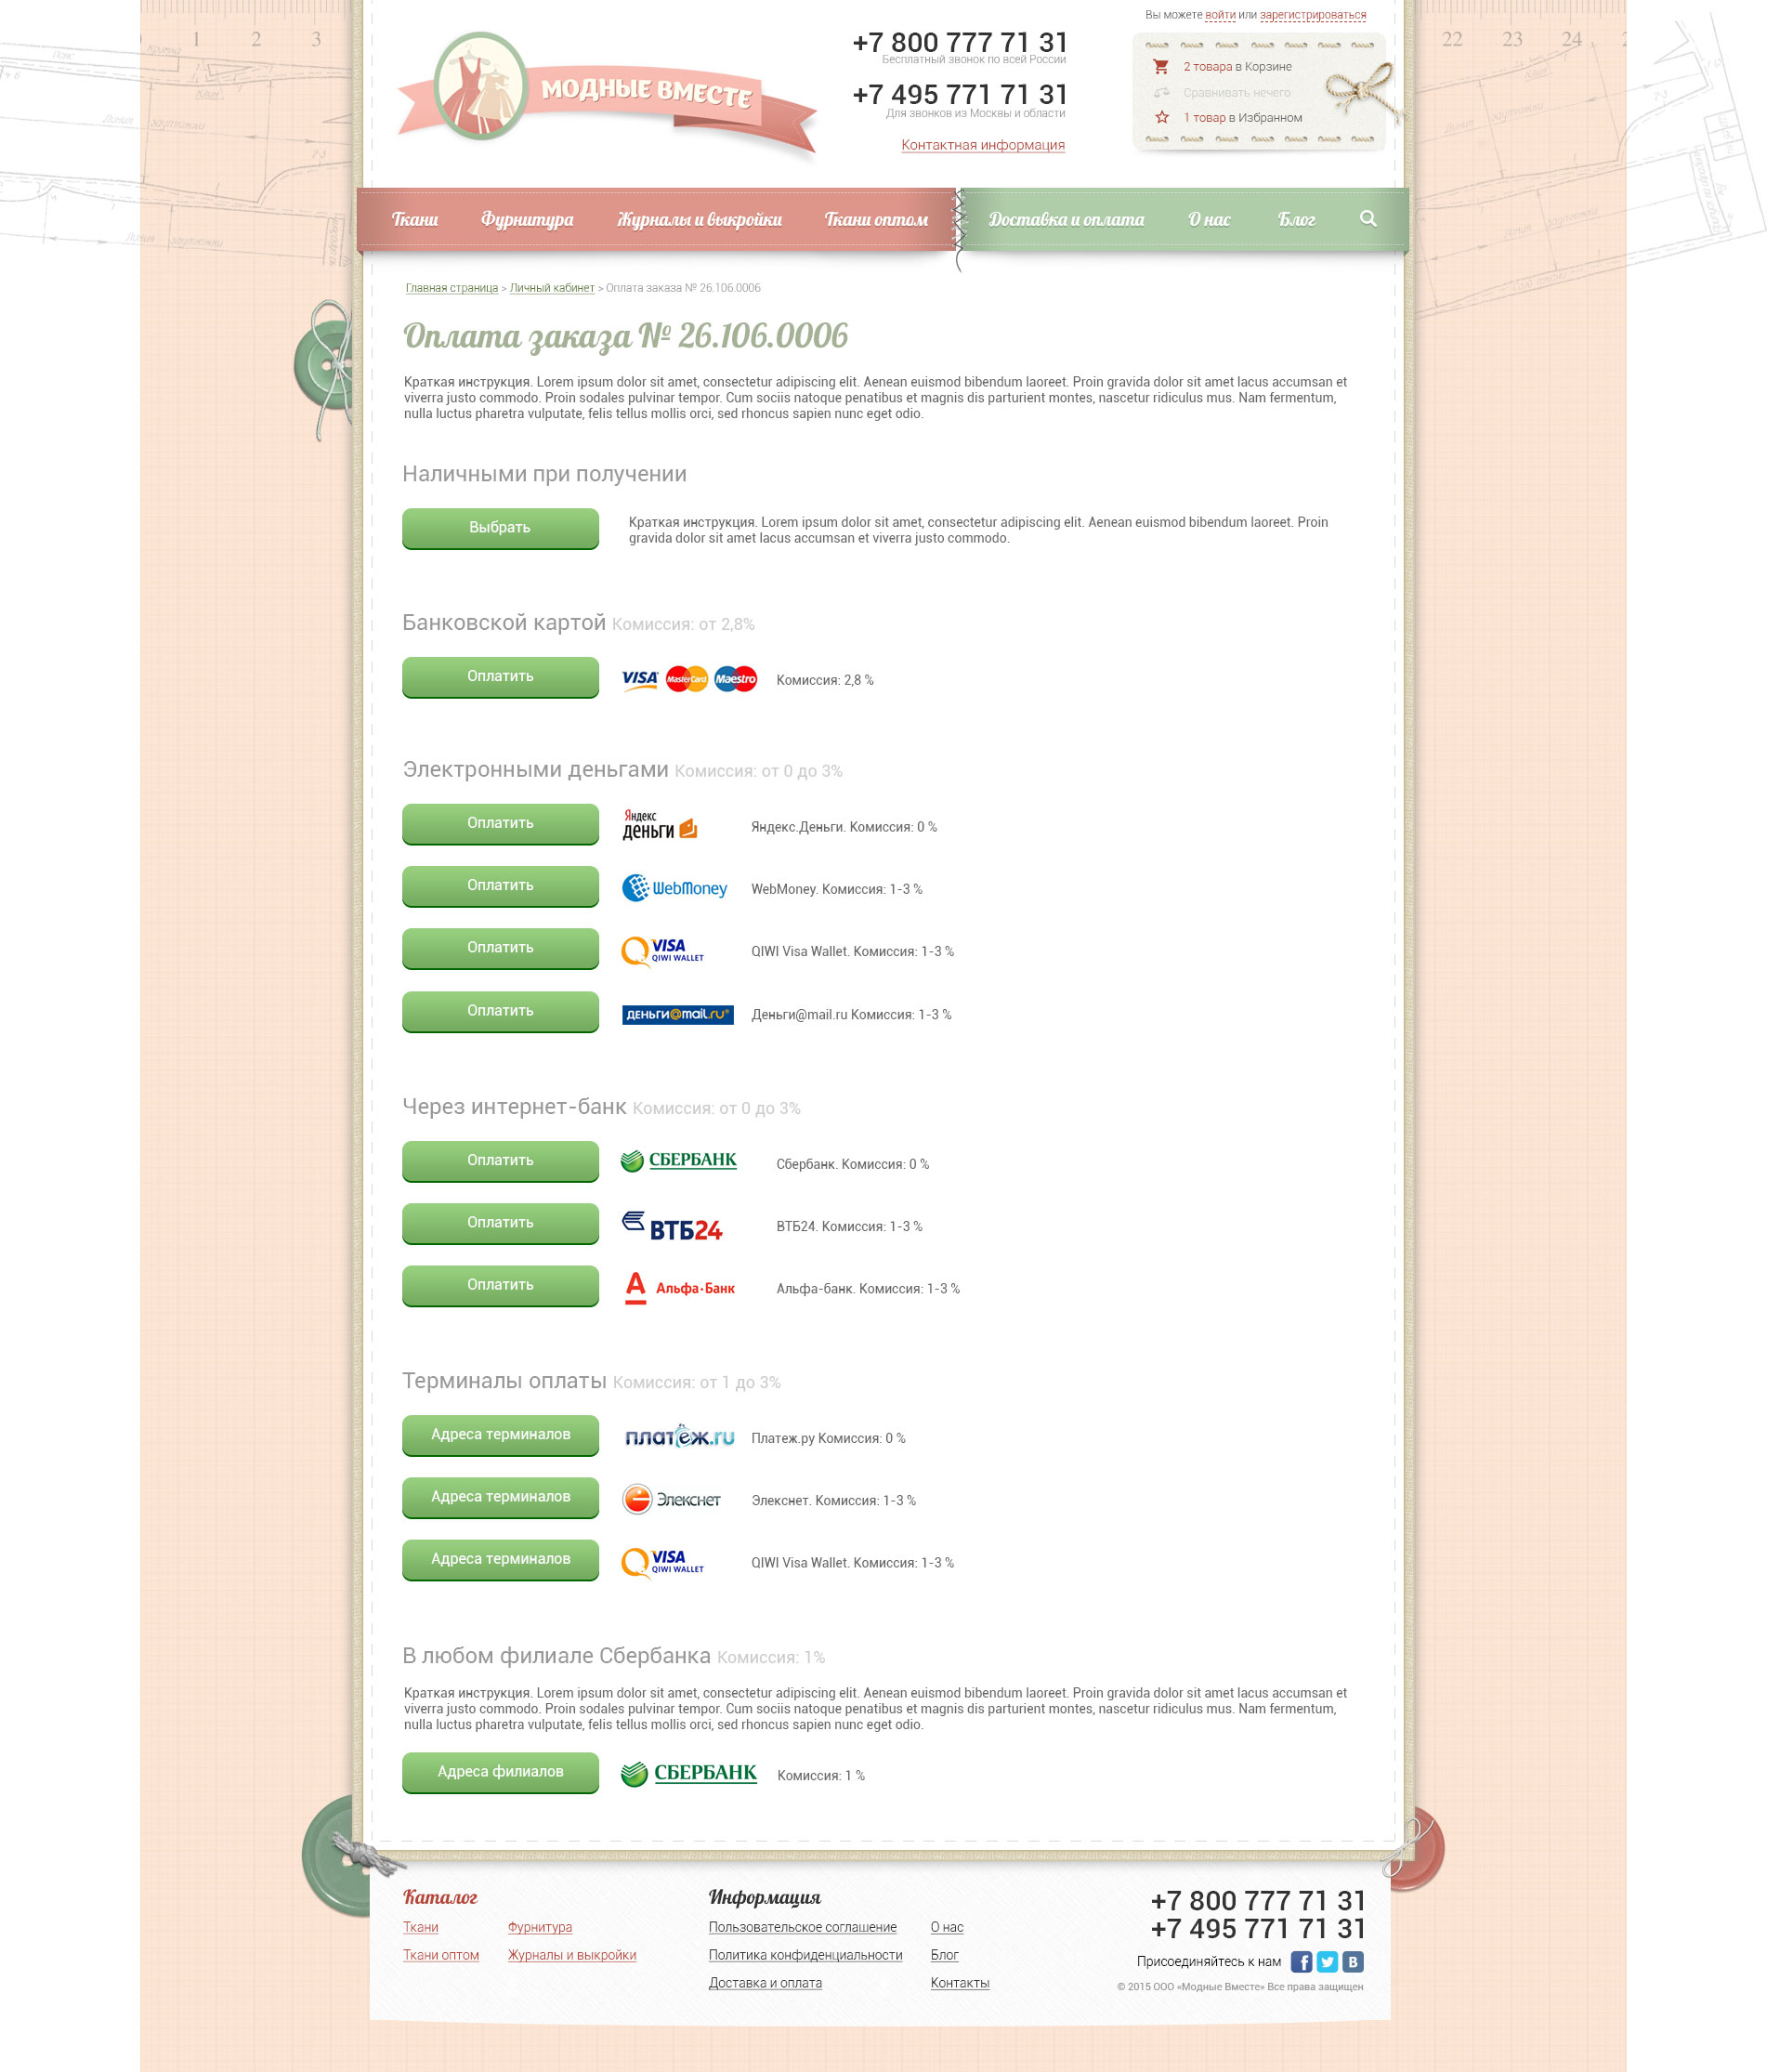 Вы можете войти или зарегистрироваться
МОДНЫЕ ВМЕСТЕ
+7 800 777 71 31
Бесплатный звонок по всей России
+7 495 771 71 31
Для звонков из Москвы и области
Контактная информация
2 товара в Корзине
Сравнивать нечего
1 товар в Избранном
1 2 3
22 23 24
Ткани Фурнитура Журналы и выкройки Ткани оптом Доставка и оплата О нас Блог
Главная страница > Личный кабинет > Оплата заказа № 26.106.0006
Оплата заказа № 26.106.0006
Краткая инструкция. Lorem ipsum dolor sit amet, consectetur adipiscing elit. Aenean euismod bibendum laoreet. Proin gravida dolor sit amet lacus accumsan et
viverra justo commodo. Proin sodales pulvinar tempor. Cum sociis natoque penatibus et magnis dis parturient montes, nascetur ridiculus mus. Nam fermentum,
nulla luctus pharetra vulputate, felis tellus mollis orci, sed rhoncus sapien nunc eget odio.
Наличными при получении
Выбрать
Краткая инструкция. Lorem ipsum dolor sit amet, consectetur adipiscing elit. Aenean euismod bibendum laoreet. Proin
gravida dolor sit amet lacus accumsan et viverra justo commodo.
Банковской картой Комиссия: от 2,8%
Оплатить VISA MasterCard Maestro Комиссия: 2,8 %
Электронными деньгами Комиссия: от 0 до 3%
Оплатить Яндекс деньги Яндекс.Деньги. Комиссия: 0 %
Оплатить WebMoney WebMoney. Комиссия: 1-3 %
Оплатить VISA QIWI WALLET QIWI Visa Wallet. Комиссия: 1-3 %
Оплатить деньги@mail.ru® Деньги@mail.ru Комиссия: 1-3 %
Через интернет-банк Комиссия: от 0 до 3%
Оплатить СБЕРБАНК Сбербанк. Комиссия: 0 %
Оплатить ВТБ24 ВТБ24. Комиссия: 1-3 %
Оплатить Альфа·Банк Альфа-банк. Комиссия: 1-3 %
Терминалы оплаты Комиссия: от 1 до 3%
Адреса терминалов платёж.ru Платеж.ру Комиссия: 0 %
Адреса терминалов Элекснет Элекснет. Комиссия: 1-3 %
Адреса терминалов VISA QIWI WALLET QIWI Visa Wallet. Комиссия: 1-3 %
В любом филиале Сбербанка Комиссия: 1%
Краткая инструкция. Lorem ipsum dolor sit amet, consectetur adipiscing elit. Aenean euismod bibendum laoreet. Proin gravida dolor sit amet lacus accumsan et
viverra justo commodo. Proin sodales pulvinar tempor. Cum sociis natoque penatibus et magnis dis parturient montes, nascetur ridiculus mus. Nam fermentum,
nulla luctus pharetra vulputate, felis tellus mollis orci, sed rhoncus sapien nunc eget odio.
Адреса филиалов СБЕРБАНК Комиссия: 1 %
Каталог
Ткани Фурнитура
Ткани оптом Журналы и выкройки
Информация
Пользовательское соглашение О нас
Политика конфиденциальности Блог
Доставка и оплата Контакты
+7 800 777 71 31
+7 495 771 71 31
Присоединяйтесь к нам
© 2015 ООО «Модные Вместе» Все права защищен